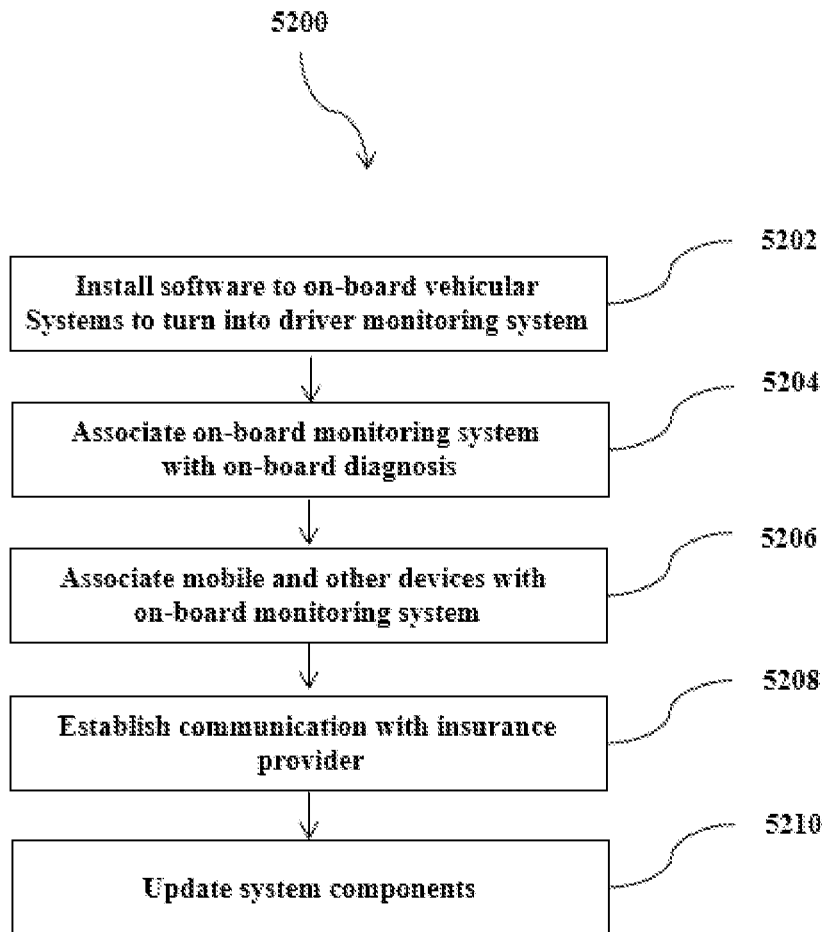 5200
5202
Install software to on-board vehicular
Systems to turn into driver monitoring system
5204
Associate on-board monitoring system
with on-board diagnosis
5206
Associate mobile and other devices with
on-board monitoring system
5208
Establish communication with insurance
provider
5210
Update system components